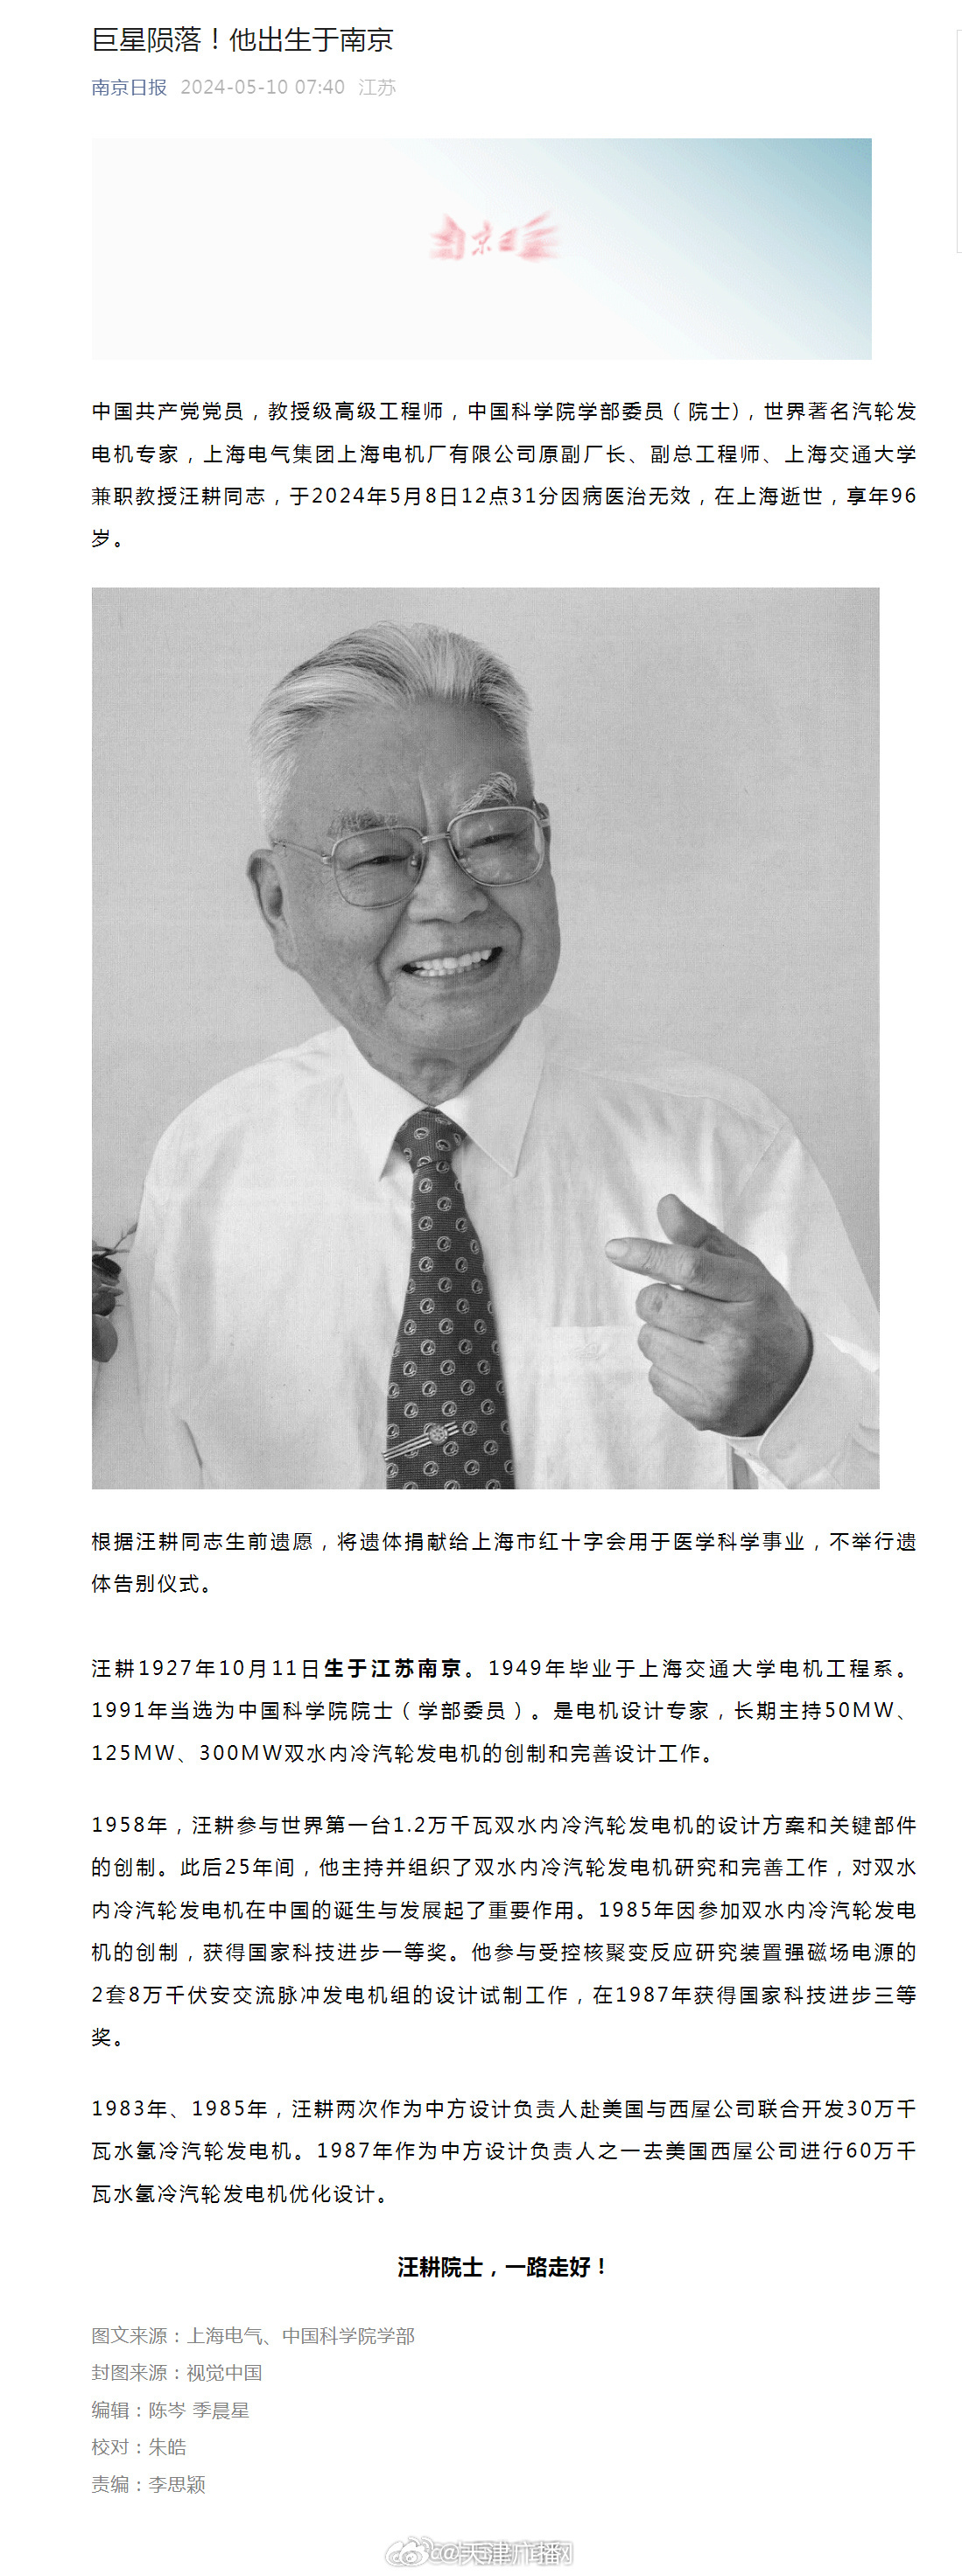 巨星陨落！他出生于南京
南京日报 2024-05-10 07:40 江苏
南京日报
中国共产党党员，教授级高级工程师，中国科学院学部委员（院士），世界著名汽轮发
电机专家，上海电气集团上海电机厂有限公司原副厂长、副总工程师、上海交通大学
兼职教授汪耕同志，于2024年5月8日12点31分因病医治无效，在上海逝世，享年96
岁。
根据汪耕同志生前遗愿，将遗体捐献给上海市红十字会用于医学科学事业，不举行遗
体告别仪式。
汪耕1927年10月11日生于江苏南京。1949年毕业于上海交通大学电机工程系。
1991年当选为中国科学院院士（学部委员）。是电机设计专家，长期主持50MW、
125MW、300MW双水内冷汽轮发电机的创制和完善设计工作。
1958年，汪耕参与世界第一台1.2万千瓦双水内冷汽轮发电机的设计方案和关键部件
的创制。此后25年间，他主持并组织了双水内冷汽轮发电机研究和完善工作，对双水
内冷汽轮发电机在中国的诞生与发展起了重要作用。1985年因参加双水内冷汽轮发电
机的创制，获得国家科技进步一等奖。他参与受控核聚变反应研究装置强磁场电源的
2套8万千伏安交流脉冲发电机组的设计试制工作，在1987年获得国家科技进步三等
奖。
1983年、1985年，汪耕两次作为中方设计负责人赴美国与西屋公司联合开发30万千
瓦水氢冷汽轮发电机。1987年作为中方设计负责人之一去美国西屋公司进行60万千
瓦水氢冷汽轮发电机优化设计。
汪耕院士，一路走好！
图文来源：上海电气、中国科学院学部
封图来源：视觉中国
编辑：陈岑 季晨星
校对：朱皓
责编：李思颖
天津广播网